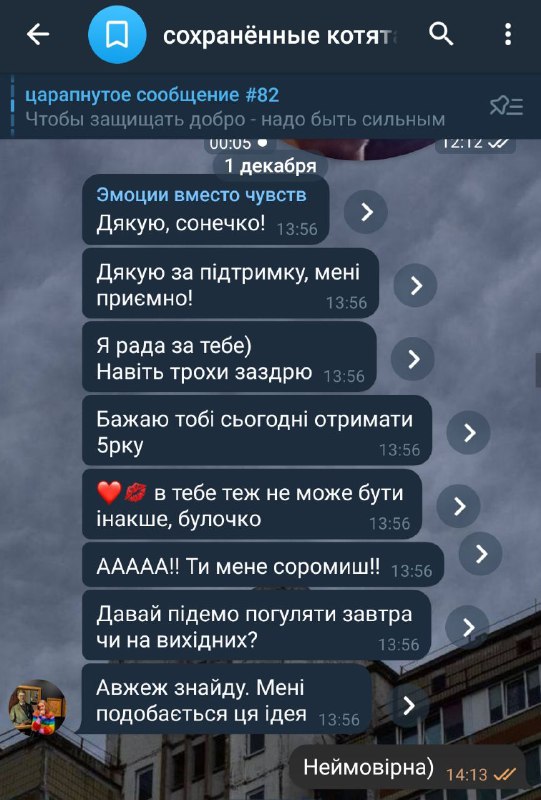 сохранённые котят
царапнутое сообщение #82
Чтобы защищать добро - надо быть сильным
00:05
12:12
1 декабря
Эмоции вместо чувств
Дякую, сонечко! 13:56
Дякую за підтримку, мені
приємно! 13:56
Я рада за тебе)
Навіть трохи заздрю 13:56
Бажаю тобі сьогодні отримати
5рку 13:56
❤️💋 в тебе теж не може бути
інакше, булочко 13:56
ААААА!! Ти мене соромиш!! 13:56
Давай підемо погуляти завтра
чи на вихідних? 13:56
Авжеж знайду. Мені
подобається ця ідея 13:56
Неймовірна) 14:13